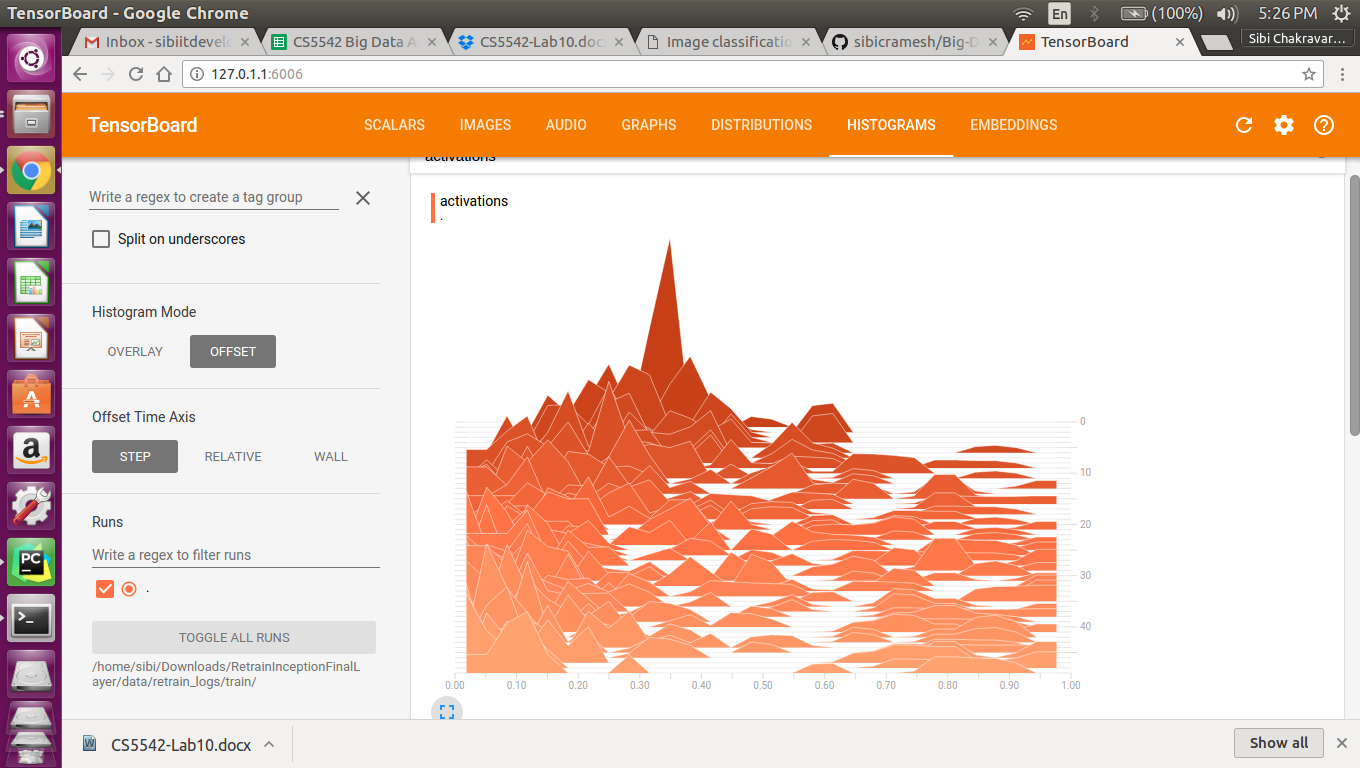 TensorBoard - Google Chrome
En
(100%)
5:26 PM
Inbox - sibiitdevel
CS5542 Big Data A
CS5542-Lab10.doc
Image classificatio
sibicramesh/Big-D
TensorBoard
Sibi Chakravar...
127.0.1.1:6006
TensorBoard
SCALARS
IMAGES
AUDIO
GRAPHS
DISTRIBUTIONS
HISTOGRAMS
EMBEDDINGS
activations
Write a regex to create a tag group
Split on underscores
Histogram Mode
OVERLAY
OFFSET
Offset Time Axis
STEP
RELATIVE
WALL
Runs
Write a regex to filter runs
.
TOGGLE ALL RUNS
/home/sibi/Downloads/RetrainInceptionFinalL
ayer/data/retrain_logs/train/
activations
.
0
10
20
30
40
0.00 0.10 0.20 0.30 0.40 0.50 0.60 0.70 0.80 0.90 1.00
CS5542-Lab10.docx
Show all